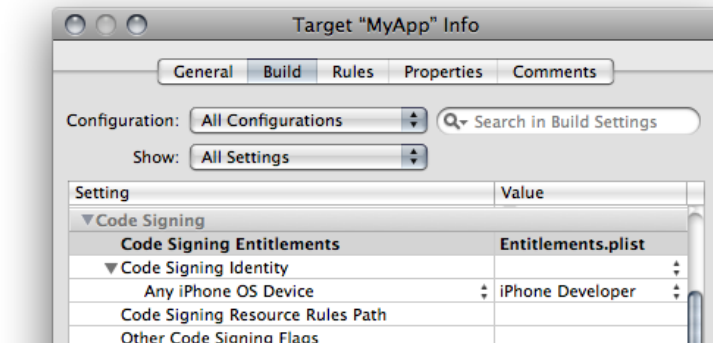 Target “MyApp” Info
General Build Rules Properties Comments
Configuration: All Configurations Search in Build Settings
Show: All Settings
Setting Value
Code Signing
Code Signing Entitlements Entitlements.plist
Code Signing Identity
Any iPhone OS Device iPhone Developer
Code Signing Resource Rules Path
Other Code Signing Flags